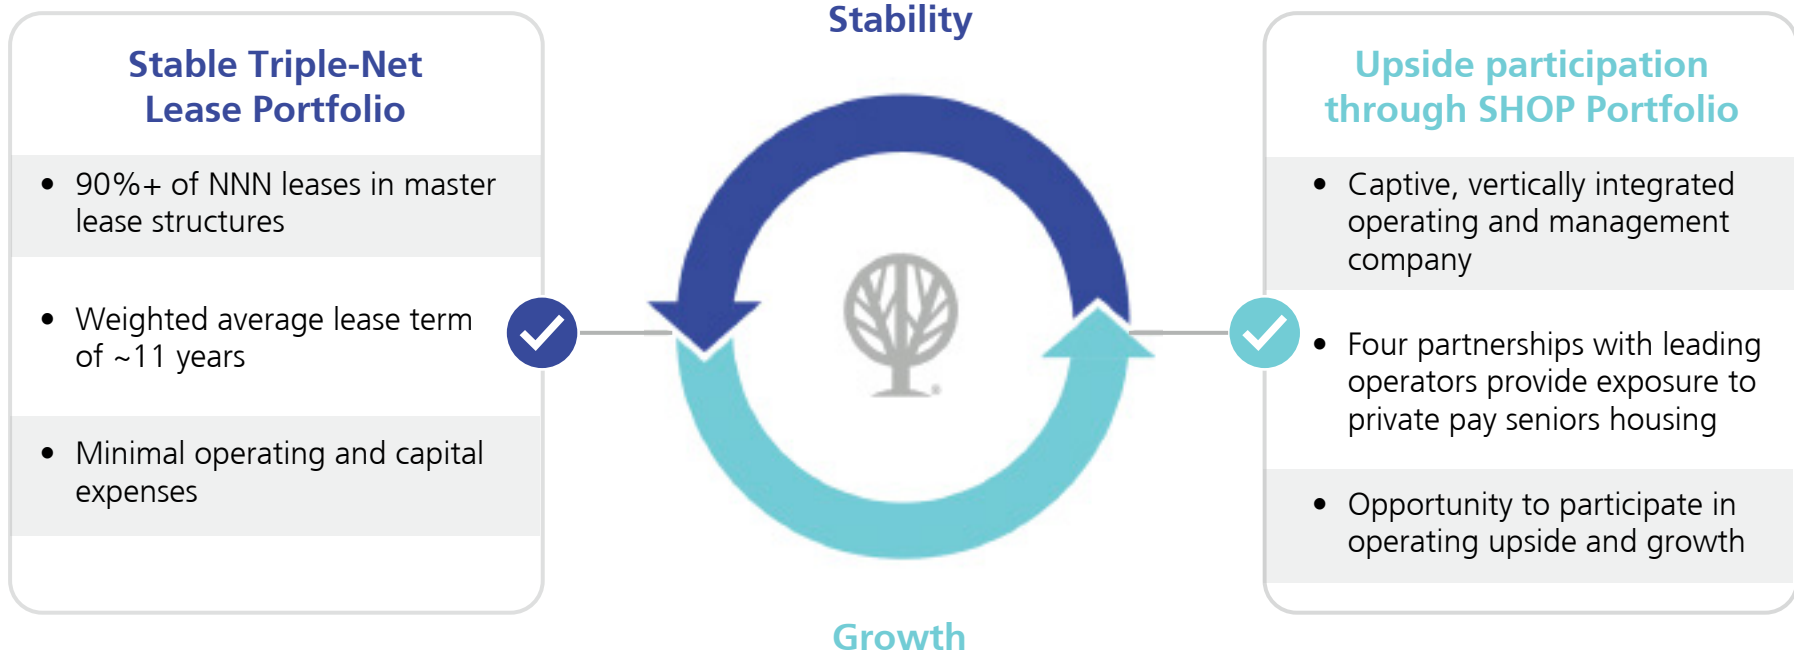 Stability
Stable Triple-Net
Lease Portfolio
• 90%+ of NNN leases in master
lease structures
• Weighted average lease term
of ~11 years
• Minimal operating and capital
expenses
Upside participation
through SHOP Portfolio
• Captive, vertically integrated
operating and management
company
• Four partnerships with leading
operators provide exposure to
private pay seniors housing
• Opportunity to participate in
operating upside and growth
®
Growth